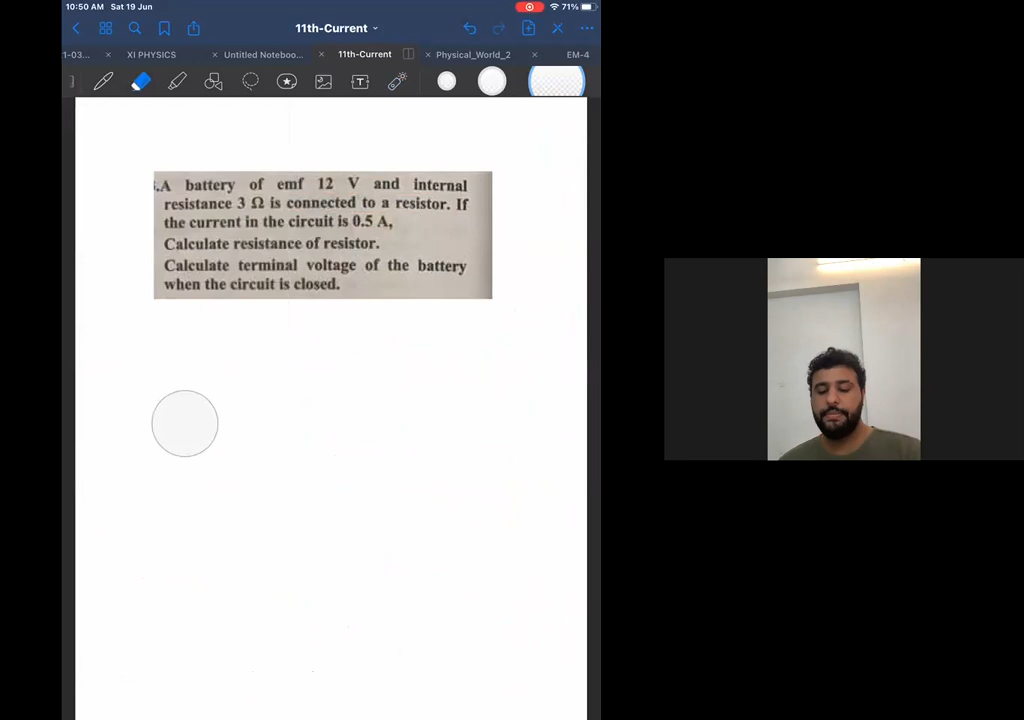 10:50 AM Sat 19 Jun
71%
11th-Current
1-03...
XI PHYSICS
Untitled Noteboo...
11th-Current
Physical_World_2
EM-4
.A battery of emf 12 V and internal
resistance 3 Ω is connected to a resistor. If
the current in the circuit is 0.5 A,
Calculate resistance of resistor.
Calculate terminal voltage of the battery
when the circuit is closed.